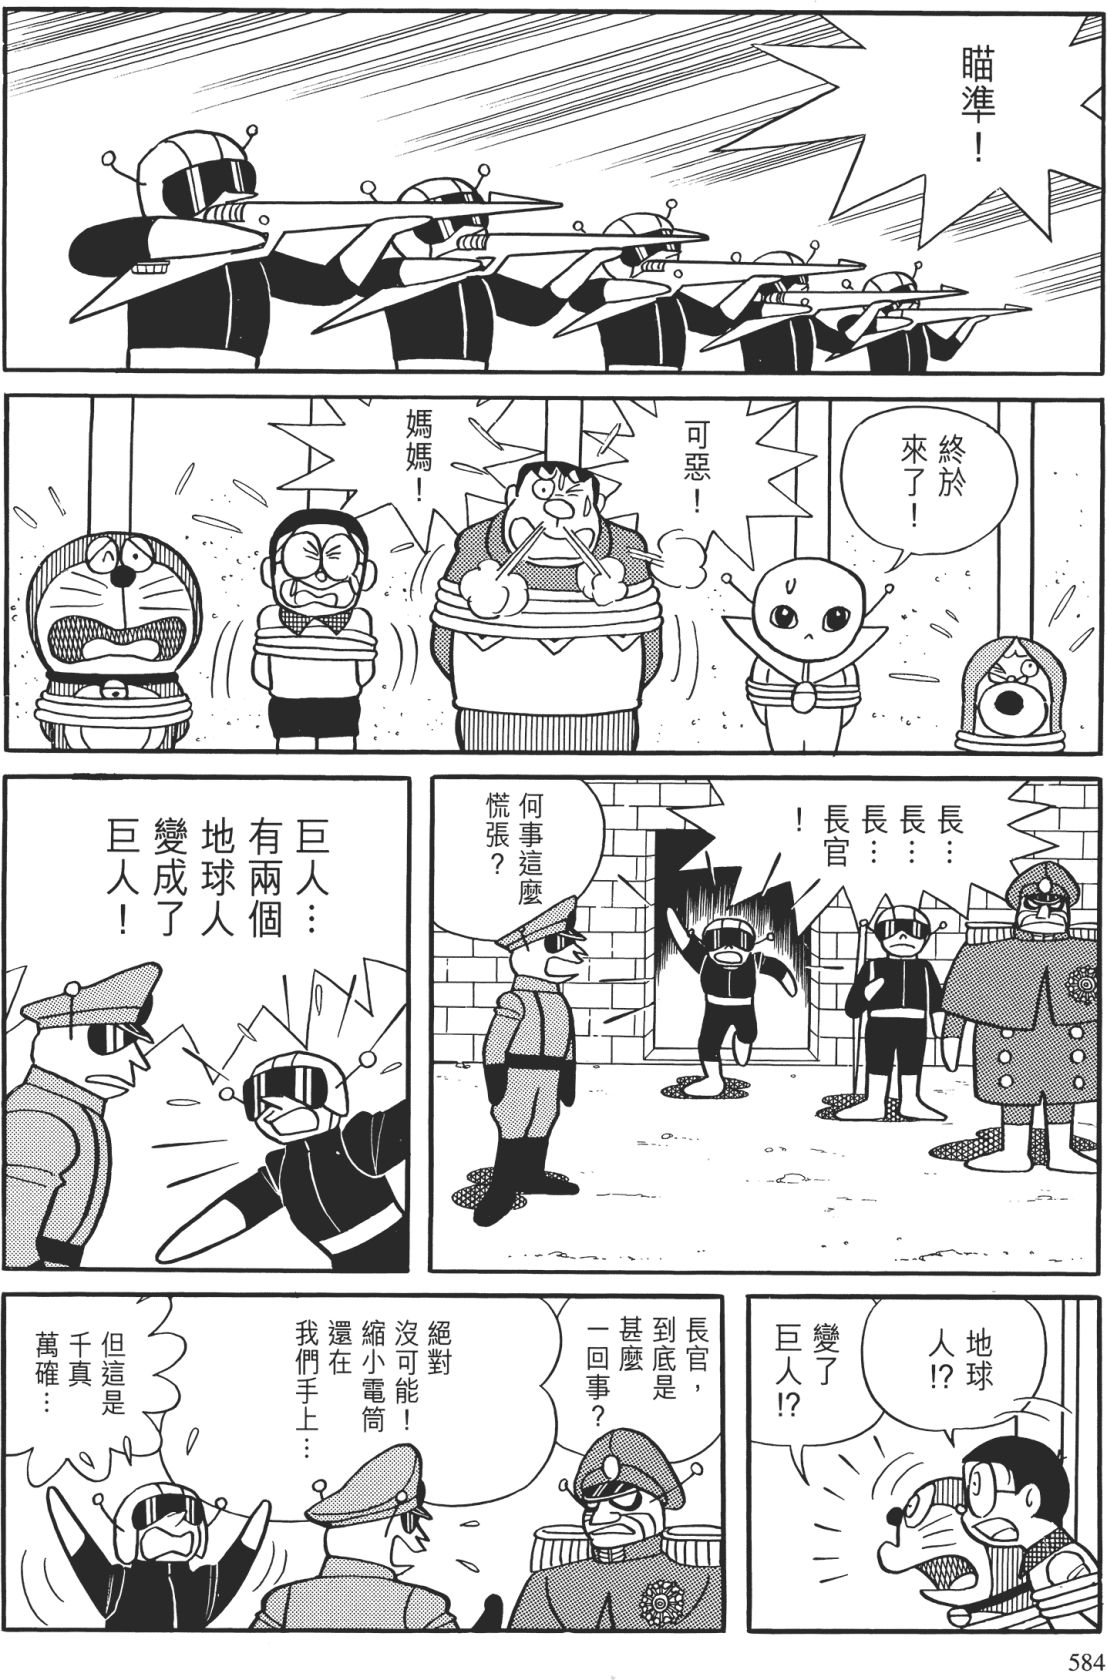 瞄準！
終於
來了！
可惡！
媽媽！
長…
長…
長…
長官
！
何事這麼
慌張？
巨人…
有兩個
地球人
變成了
巨人！
地球
人!?
變了
巨人!?
長官，
到底是
甚麼
一回事？
絕對
沒可能！
縮小電筒
還在
我們手上…
但這是
千真
萬確…
584